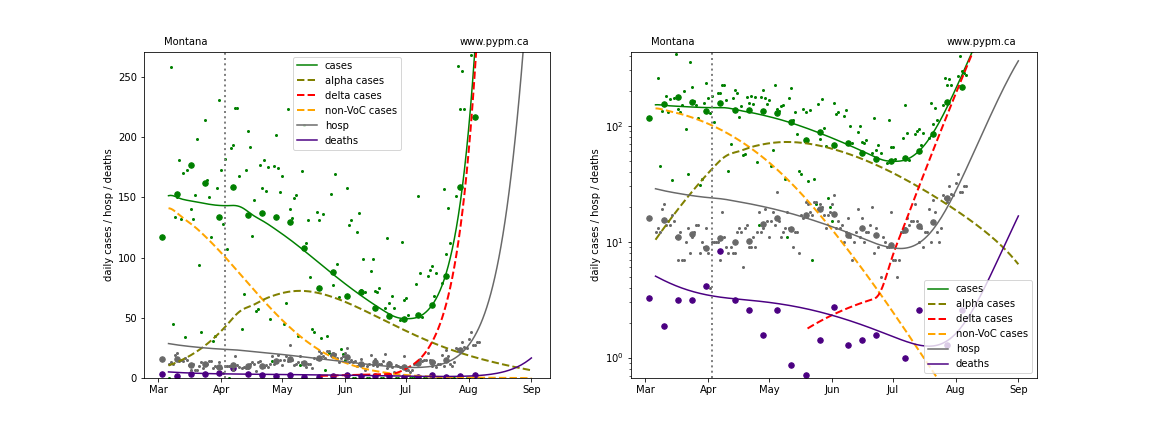 Montana www.pypm.ca
daily cases / hosp / deaths
250
200
150
100
50
0
cases
alpha cases
delta cases
non-VoC cases
hosp
deaths
Mar Apr May Jun Jul Aug Sep
Montana www.pypm.ca
daily cases / hosp / deaths
10²
10¹
10⁰
cases
alpha cases
delta cases
non-VoC cases
hosp
deaths
Mar Apr May Jun Jul Aug Sep